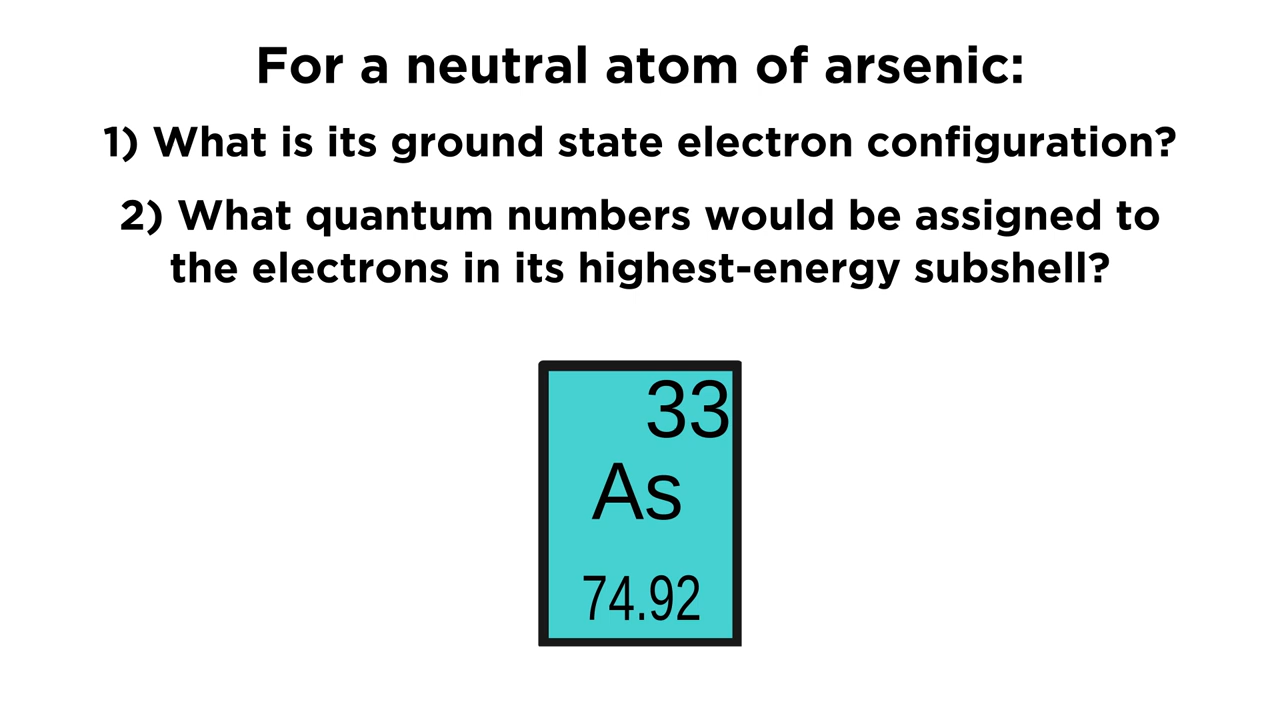 For a neutral atom of arsenic:
1) What is its ground state electron configuration?
2) What quantum numbers would be assigned to
the electrons in its highest-energy subshell?
33
As
74.92